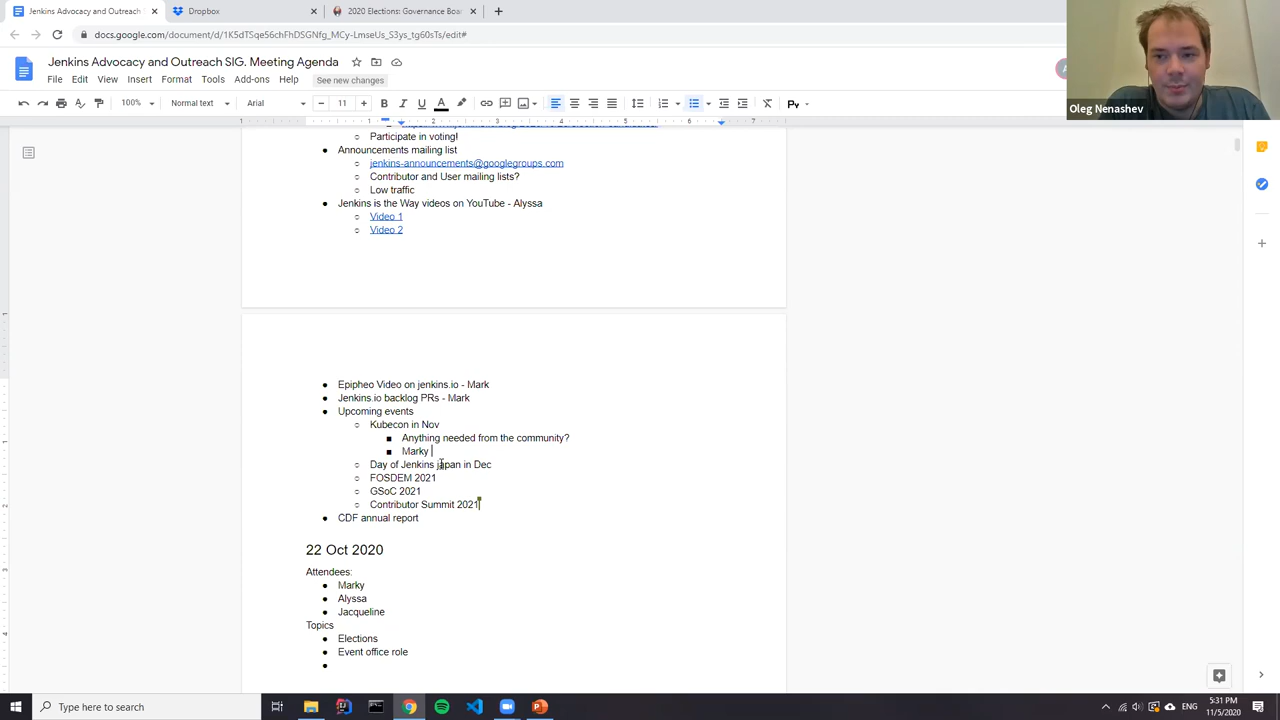 Jenkins Advocacy and Outreach S
Dropbox
2020 Elections: Governance Boa
docs.google.com/document/d/1K5dTSqe56chFhDSGNfg_MCy-LmseUs_S3ys_tg60sTs/edit#
Jenkins Advocacy and Outreach SIG. Meeting Agenda
File Edit View Insert Format Tools Add-ons Help See new changes
100% Normal text Arial 11
Oleg Nenashev
Participate in voting!
Announcements mailing list
jenkins-announcements@googlegroups.com
Contributor and User mailing lists?
Low traffic
Jenkins is the Way videos on YouTube - Alyssa
Video 1
Video 2
Epipheo Video on jenkins.io - Mark
Jenkins.io backlog PRs - Mark
Upcoming events
Kubecon in Nov
Anything needed from the community?
Marky
Day of Jenkins japan in Dec
FOSDEM 2021
GSoC 2021
Contributor Summit 2021
CDF annual report
22 Oct 2020
Attendees:
Marky
Alyssa
Jacqueline
Topics
Elections
Event office role
Type here to search
ENG
5:31 PM
11/5/2020